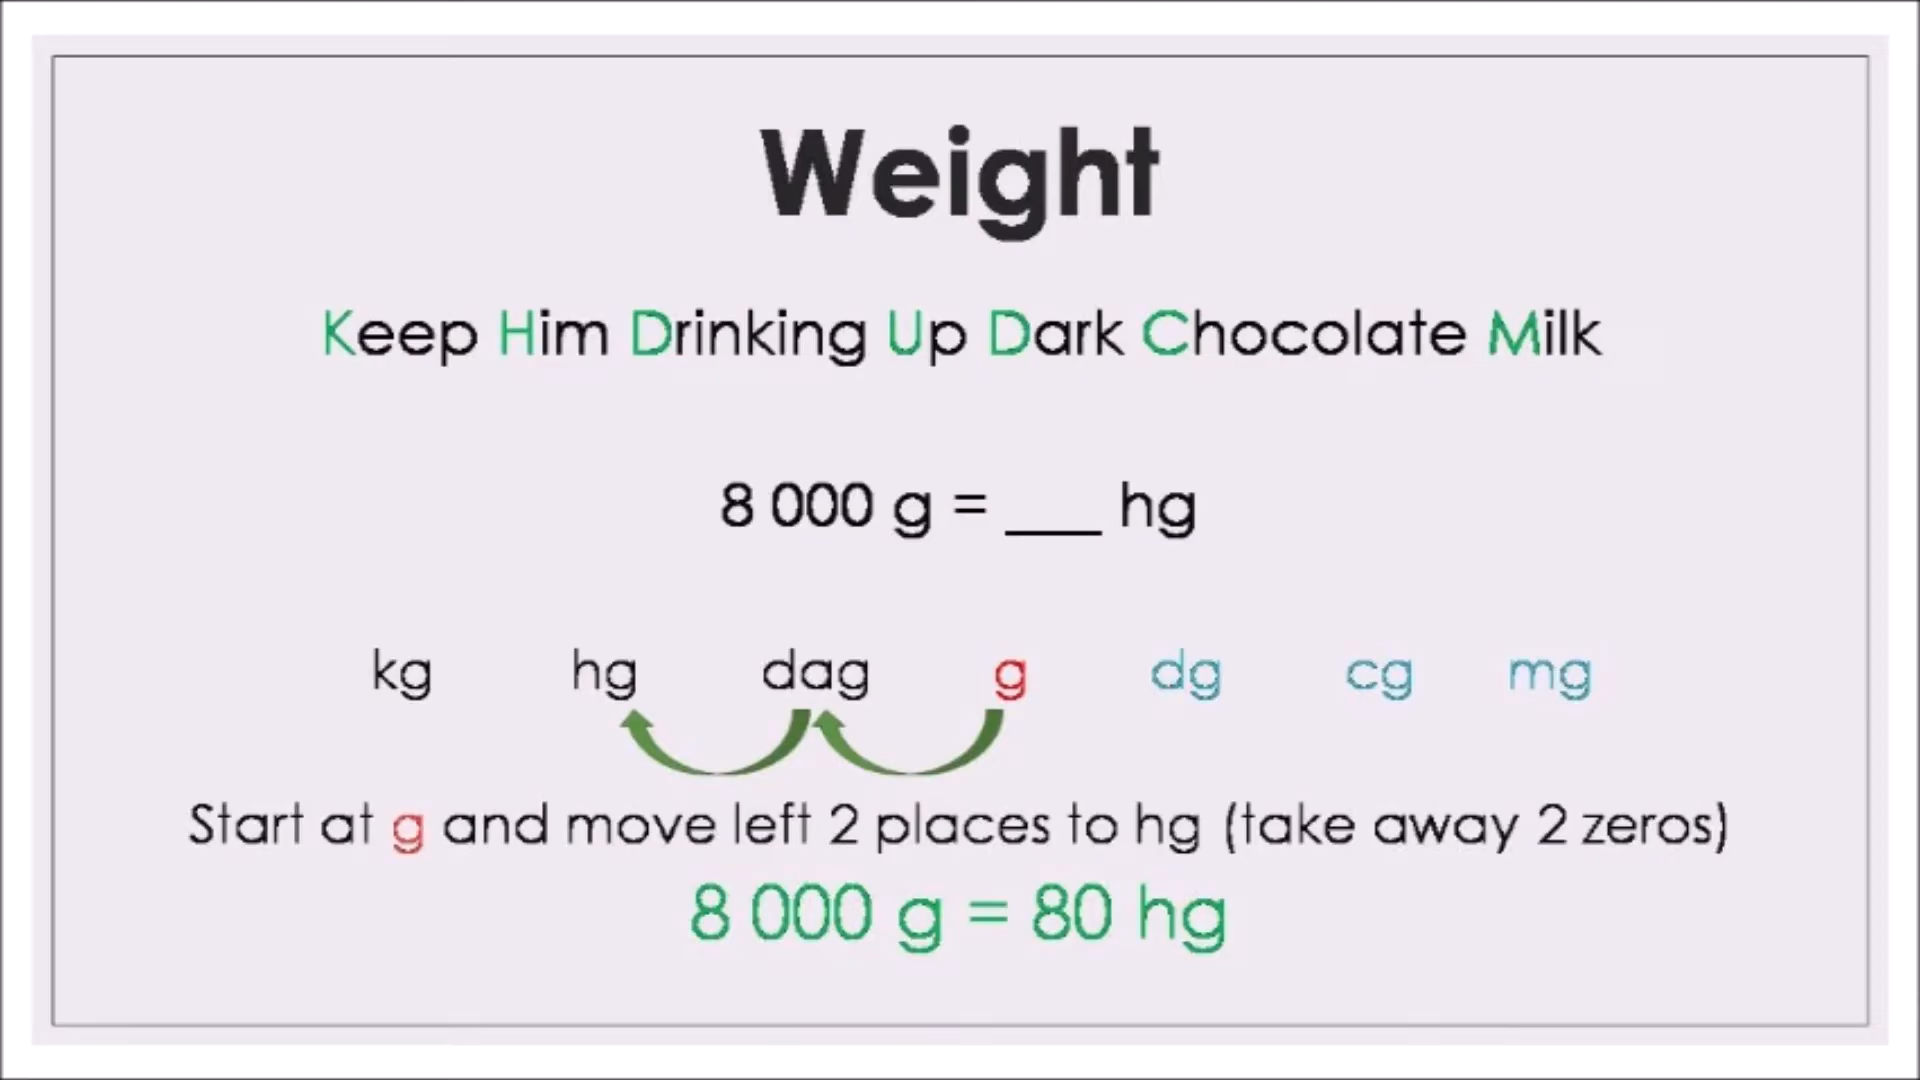 Weight
Keep Him Drinking Up Dark Chocolate Milk
8 000 g = ___ hg
kg hg dag g dg cg mg
Start at g and move left 2 places to hg (take away 2 zeros)
8 000 g = 80 hg